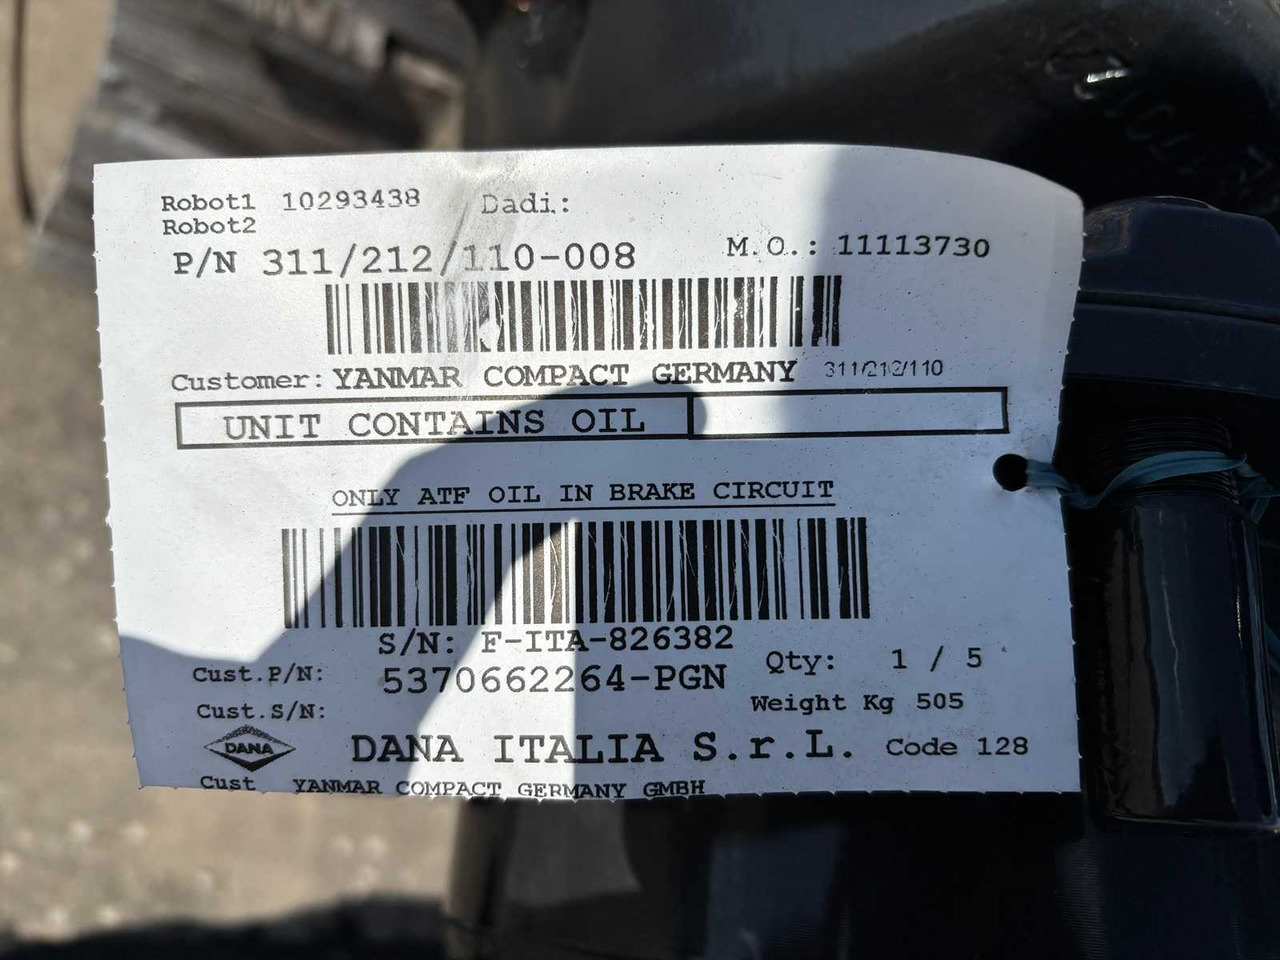 Robot1 10293438 Dadi.:
Robot2
P/N 311/212/110-008 M.O.: 11113730
Customer: YANMAR COMPACT GERMANY 311/212/110
UNIT CONTAINS OIL
ONLY ATF OIL IN BRAKE CIRCUIT
S/N: F-ITA-826382
Cust.P/N: 5370662264-PGN Qty: 1 / 5
Cust.S/N: Weight Kg 505
DANA DANA ITALIA S.r.L. Code 128
Cust YANMAR COMPACT GERMANY GMBH